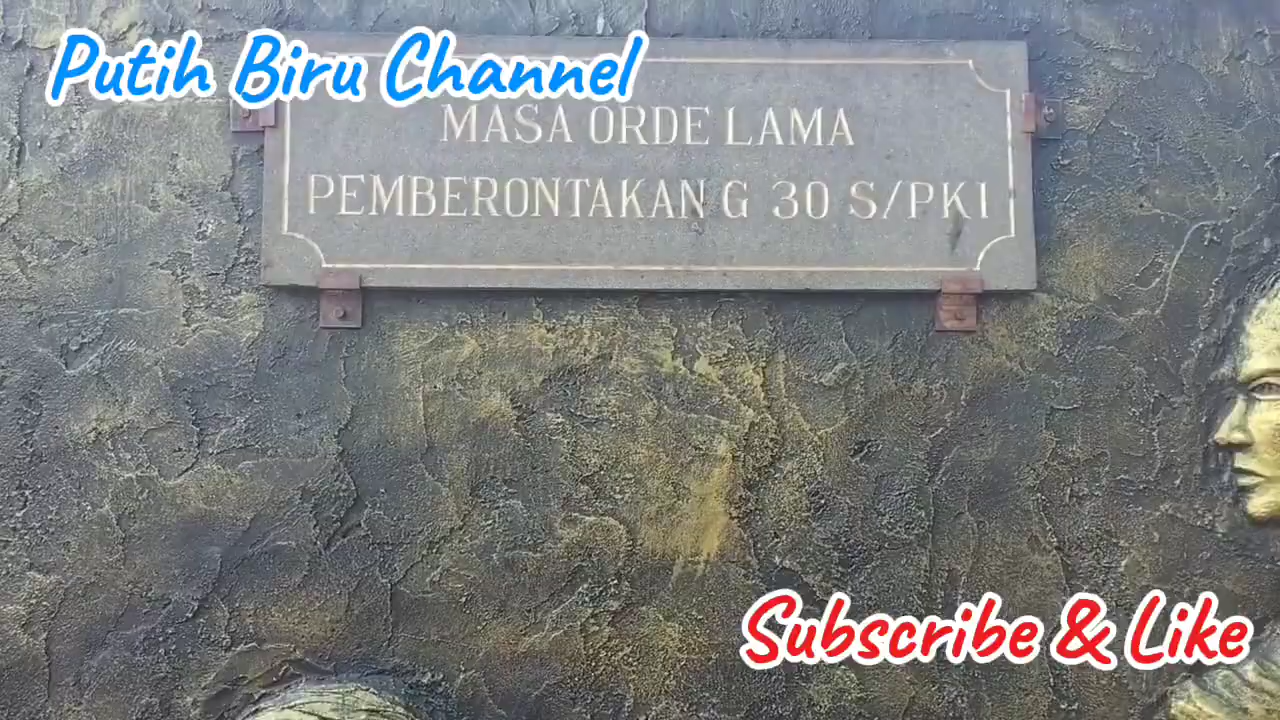 Putih Biru Channel
MASA ORDE LAMA
PEMBERONTAKAN G 30 S/PKI
Subscribe & Like